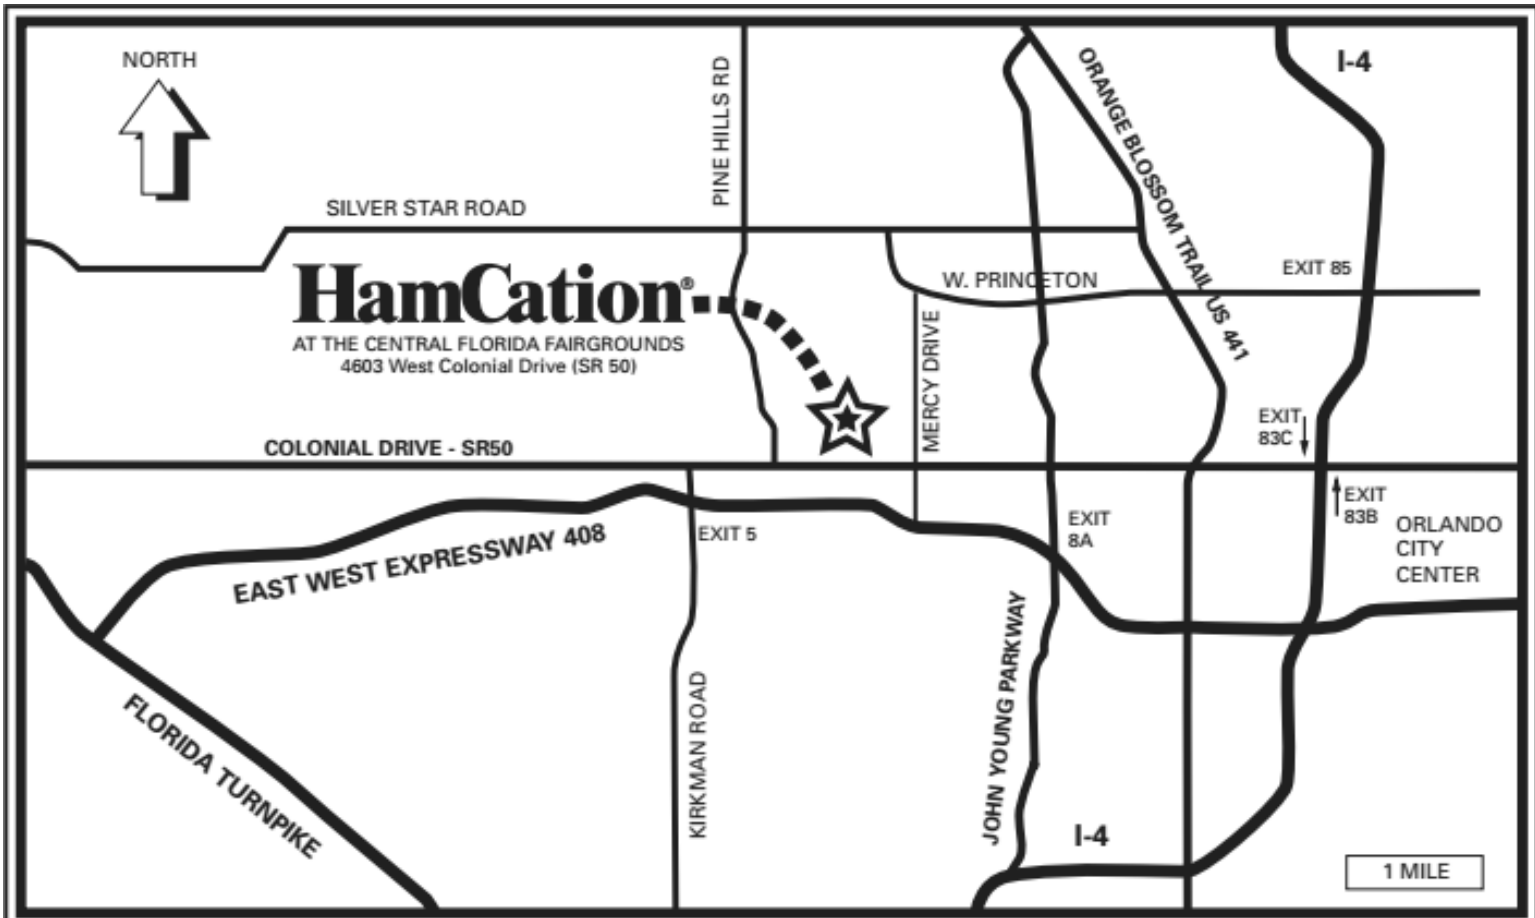 NORTH
I-4
PINE HILLS RD
ORANGE BLOSSOM TRAIL US 441
SILVER STAR ROAD
HamCation®
AT THE CENTRAL FLORIDA FAIRGROUNDS
4603 West Colonial Drive (SR 50)
W. PRINCETON
EXIT 85
MERCY DRIVE
EXIT
83C
COLONIAL DRIVE - SR50
EXIT
83B
EXIT 5
EXIT
8A
ORLANDO
CITY
CENTER
EAST WEST EXPRESSWAY 408
FLORIDA TURNPIKE
KIRKMAN ROAD
JOHN YOUNG PARKWAY
I-4
1 MILE